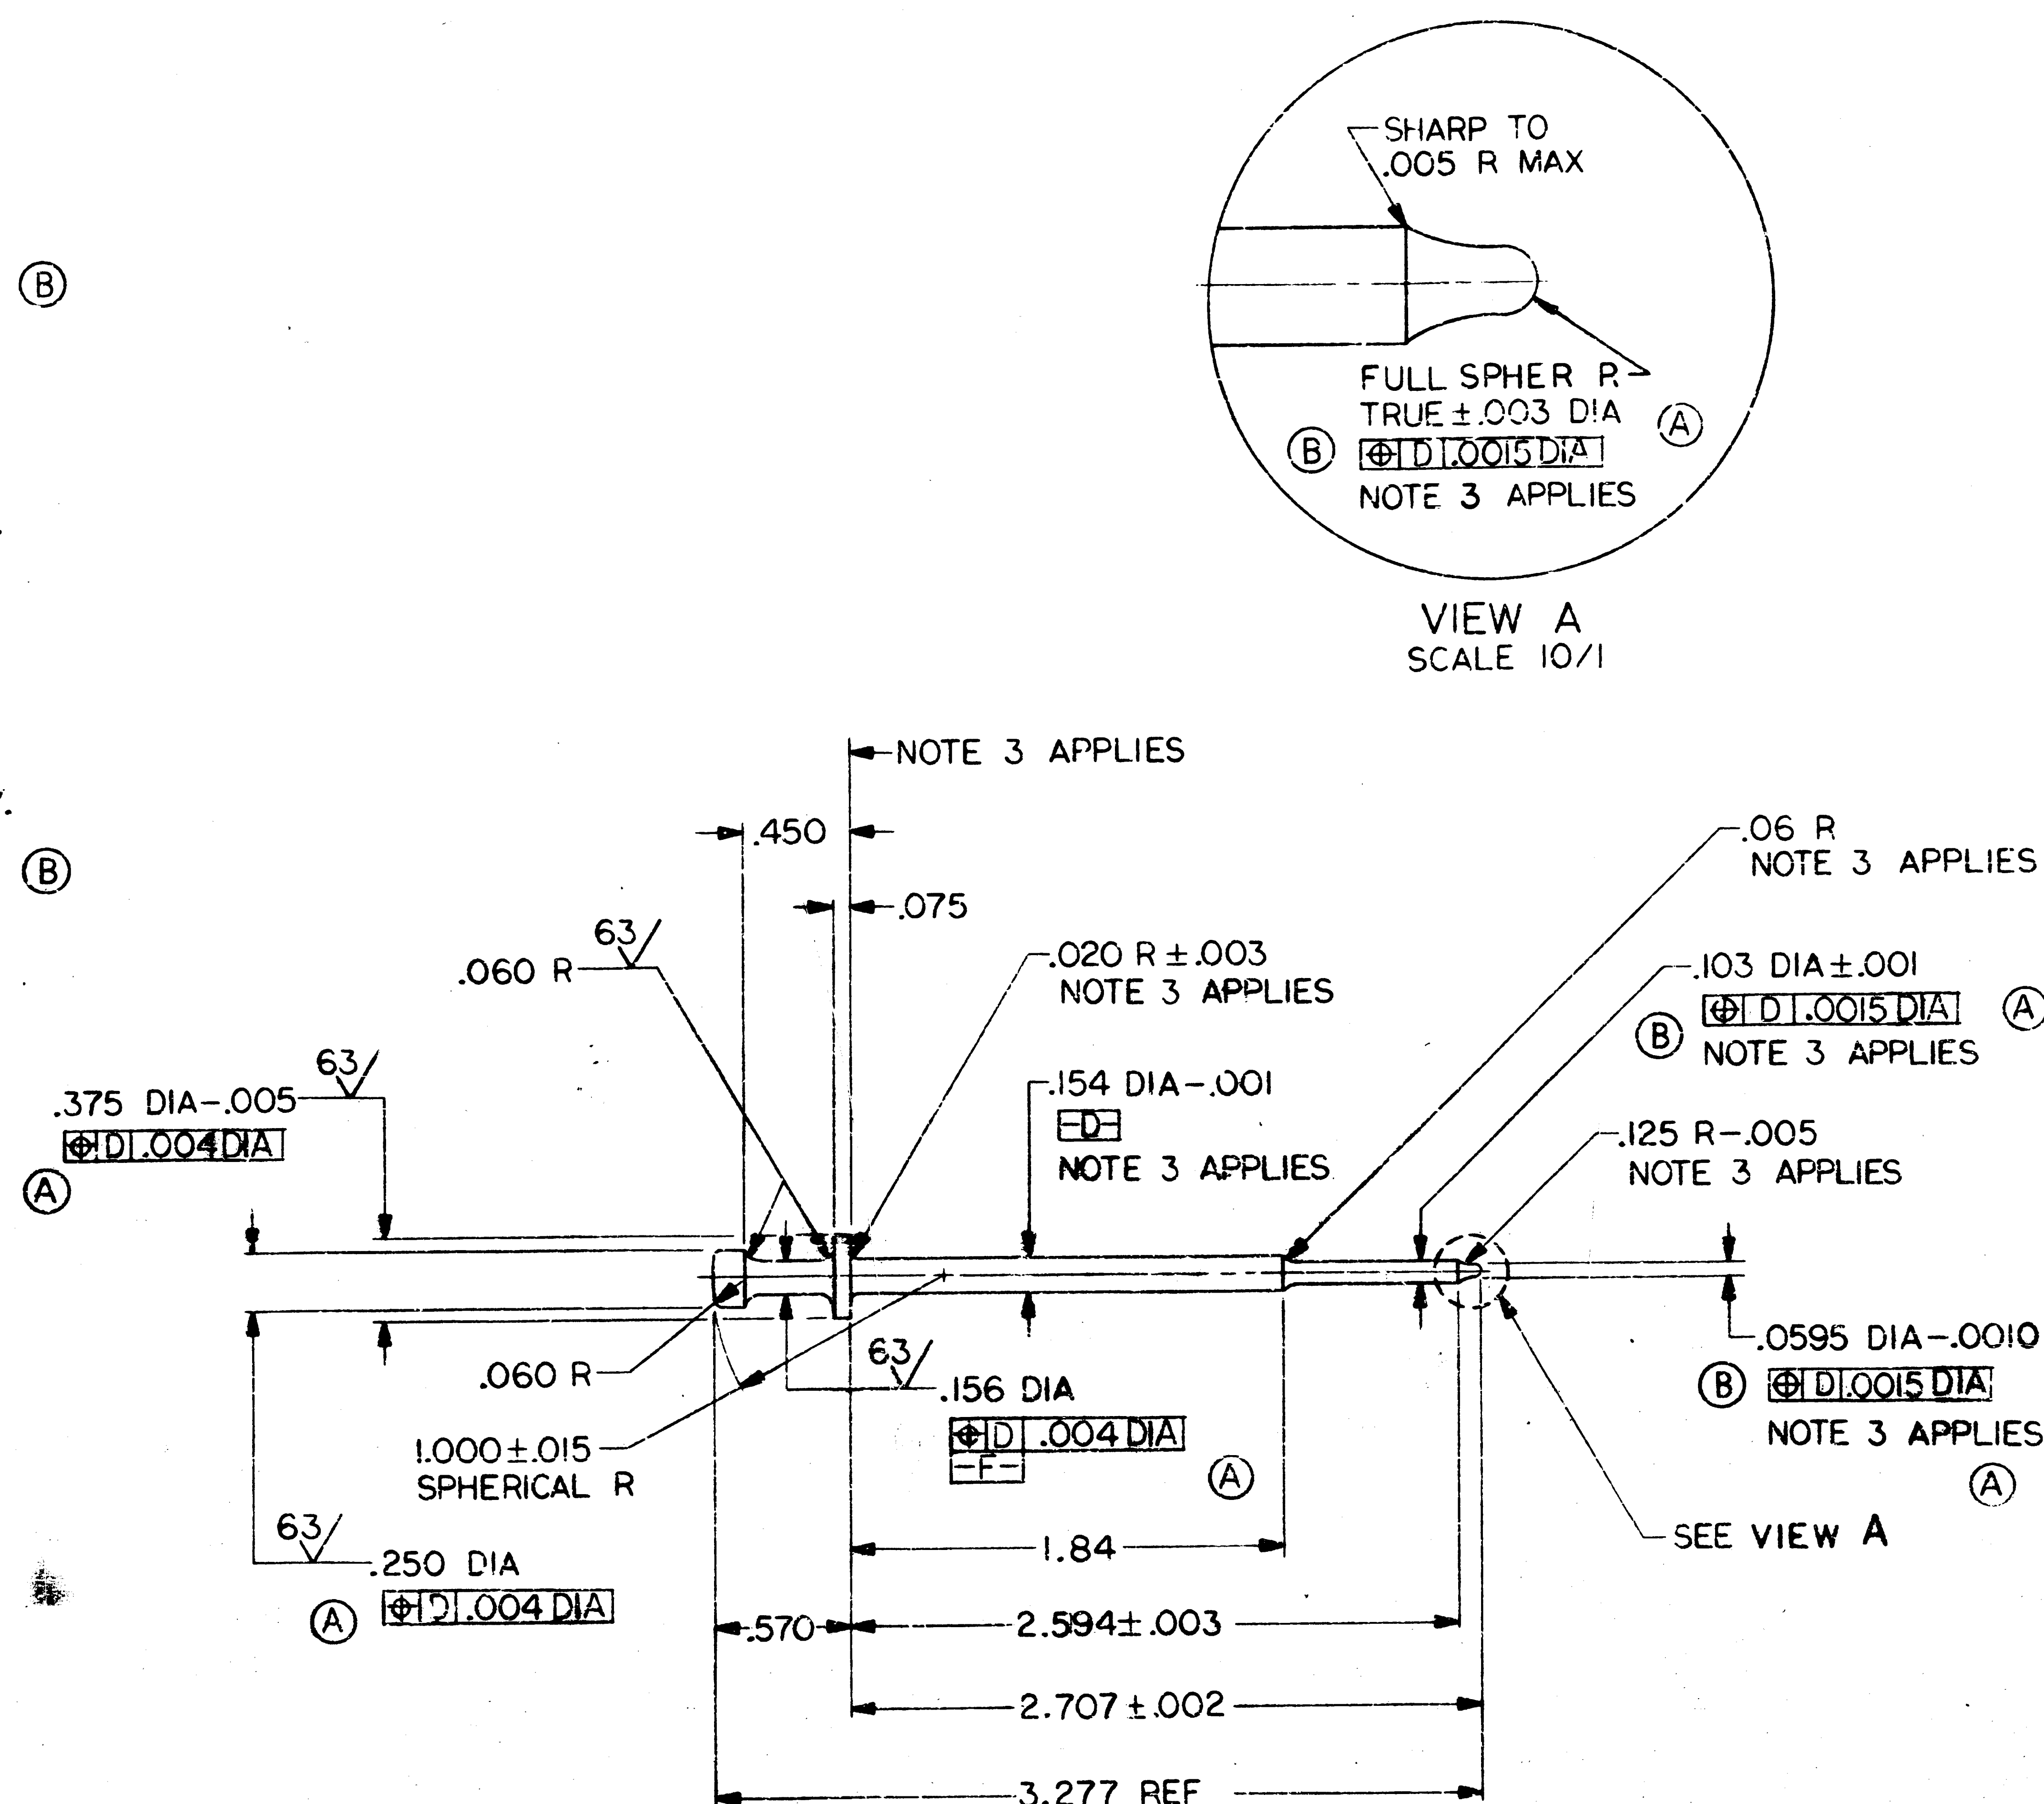 SHARP TO
.005 R MAX
B
FULL SPHER R
TRUE ±.003 DIA
A
B
⌖ D .0015 DIA
NOTE 3 APPLIES
VIEW A
SCALE 10/1
NOTE 3 APPLIES
.450
.06 R
NOTE 3 APPLIES
B
.075
63
.060 R
.020 R ±.003
NOTE 3 APPLIES
.103 DIA ±.001
⌖ D .0015 DIA
A
B
NOTE 3 APPLIES
63
.375 DIA -.005
⌖ D .004 DIA
A
.154 DIA -.001
-D-
NOTE 3 APPLIES
.125 R -.005
NOTE 3 APPLIES
.060 R
63
.156 DIA
⌖ D .004 DIA
-F-
A
.0595 DIA -.0010
B
⌖ D .0015 DIA
NOTE 3 APPLIES
A
1.000 ±.015
SPHERICAL R
SEE VIEW A
63
.250 DIA
A
⌖ D .004 DIA
1.84
.570
2.594 ±.003
2.707 ±.002
3.277 REF